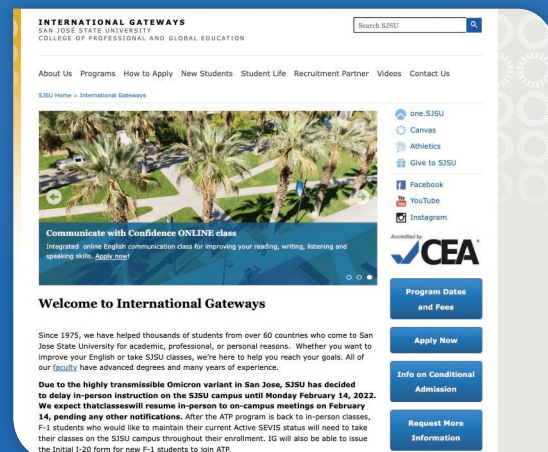 INTERNATIONAL GATEWAYS
SAN JOSÉ STATE UNIVERSITY
COLLEGE OF PROFESSIONAL AND GLOBAL EDUCATION
Search SJSU
About Us Programs How to Apply New Students Student Life Recruitment Partner Videos Contact Us
SJSU Home » International Gateways
one.SJSU
Canvas
Athletics
Give to SJSU
Facebook
YouTube
Instagram
Communicate with Confidence ONLINE class
Integrated online English communication class for improving your reading, writing, listening and
speaking skills. Apply now!
Accredited by
CEA
Program Dates
and Fees
Apply Now
Info on Conditional
Admission
Request More
Information
Welcome to International Gateways
Since 1975, we have helped thousands of students from over 60 countries who come to San
Jose State University for academic, professional, or personal reasons. Whether you want to
improve your English or take SJSU classes, we're here to help you reach your goals. All of
our faculty have advanced degrees and many years of experience.
Due to the highly transmissible Omicron variant in San Jose, SJSU has decided
to delay in-person instruction on the SJSU campus until Monday February 14, 2022.
We expect thatclasseswill resume in-person to on-campus meetings on February
14, pending any other notifications. After the ATP program is back to in-person classes,
F-1 students who would like to maintain their current Active SEVIS status will need to take
their classes on the SJSU campus throughout their enrollment. IG will also be able to issue
the Initial I-20 form for new F-1 students to join ATP.